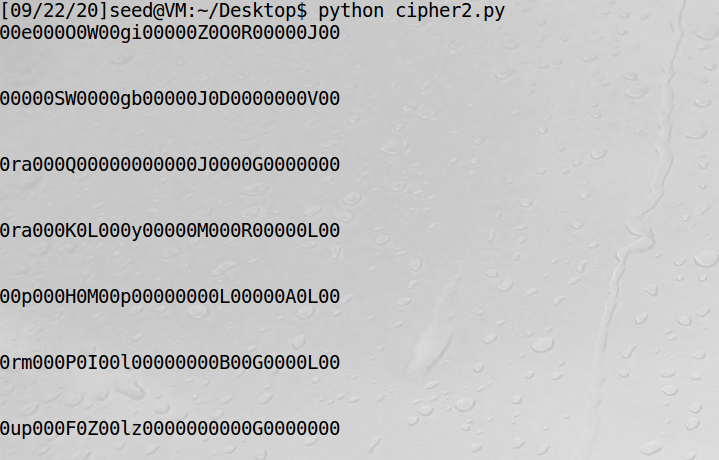 [09/22/20]seed@VM:~/Desktop$ python cipher2.py
00e000O0W00gi00000Z0O0R00000J00
00000SW0000gb00000J0D0000000V00
0ra000Q00000000000J0000G0000000
0ra000K0L000y00000M000R00000L00
00p000H0M00p00000000L00000A0L00
0rm000P0I00l00000000B00G0000L00
0up000F0Z00lz0000000000G0000000